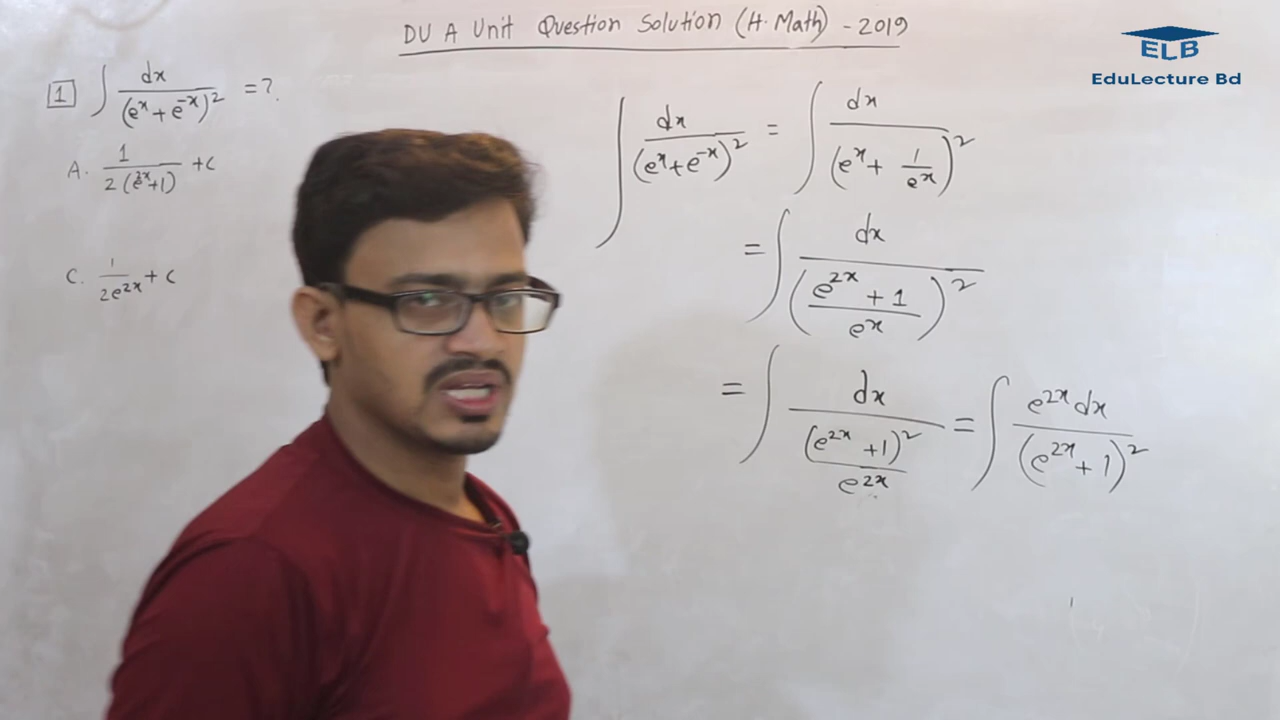 DU A Unit Question Solution (H. Math) - 2019
ELB
EduLecture Bd
1 ∫ dx / (e^x + e^-x)^2 = ?
A. 1 / 2(e^2x+1) + c
C. 1 / 2e^2x + c
∫ dx / (e^x + e^-x)^2 = ∫ dx / (e^x + 1/e^x)^2
= ∫ dx / ((e^2x + 1) / e^x)^2
= ∫ dx / ((e^2x + 1)^2 / e^2x) = ∫ e^2x dx / (e^2x + 1)^2